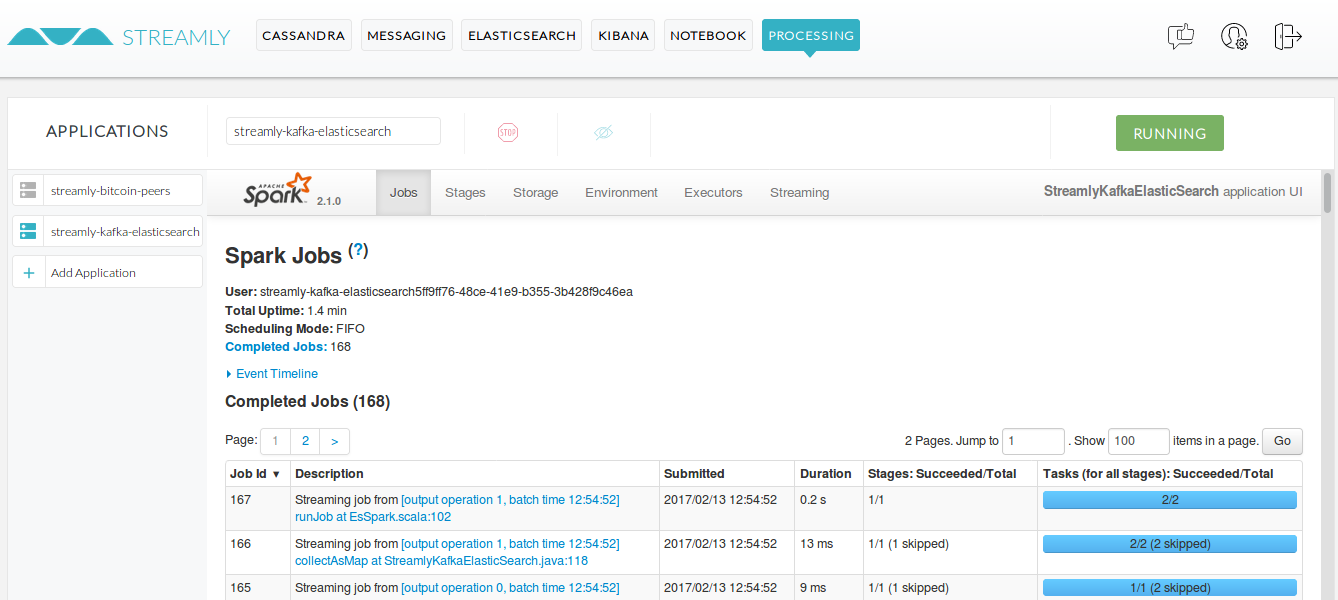 STREAMLY
CASSANDRA
MESSAGING
ELASTICSEARCH
KIBANA
NOTEBOOK
PROCESSING
APPLICATIONS
streamly-kafka-elasticsearch
STOP
RUNNING
streamly-bitcoin-peers
streamly-kafka-elasticsearch
+ Add Application
APACHE
Spark 2.1.0
Jobs
Stages
Storage
Environment
Executors
Streaming
StreamlyKafkaElasticSearch application UI
Spark Jobs (?)
User: streamly-kafka-elasticsearch5ff9ff76-48ce-41e9-b355-3b428f9c46ea
Total Uptime: 1.4 min
Scheduling Mode: FIFO
Completed Jobs: 168
Event Timeline
Completed Jobs (168)
Page: 1 2 >
2 Pages. Jump to 1 . Show 100 items in a page. Go
Job Id ▼ Description Submitted Duration Stages: Succeeded/Total Tasks (for all stages): Succeeded/Total
167 Streaming job from [output operation 1, batch time 12:54:52] 2017/02/13 12:54:52 0.2 s 1/1 2/2
runJob at EsSpark.scala:102
166 Streaming job from [output operation 1, batch time 12:54:52] 2017/02/13 12:54:52 13 ms 1/1 (1 skipped) 2/2 (2 skipped)
collectAsMap at StreamlyKafkaElasticSearch.java:118
165 Streaming job from [output operation 0, batch time 12:54:52] 2017/02/13 12:54:52 9 ms 1/1 (1 skipped) 1/1 (2 skipped)